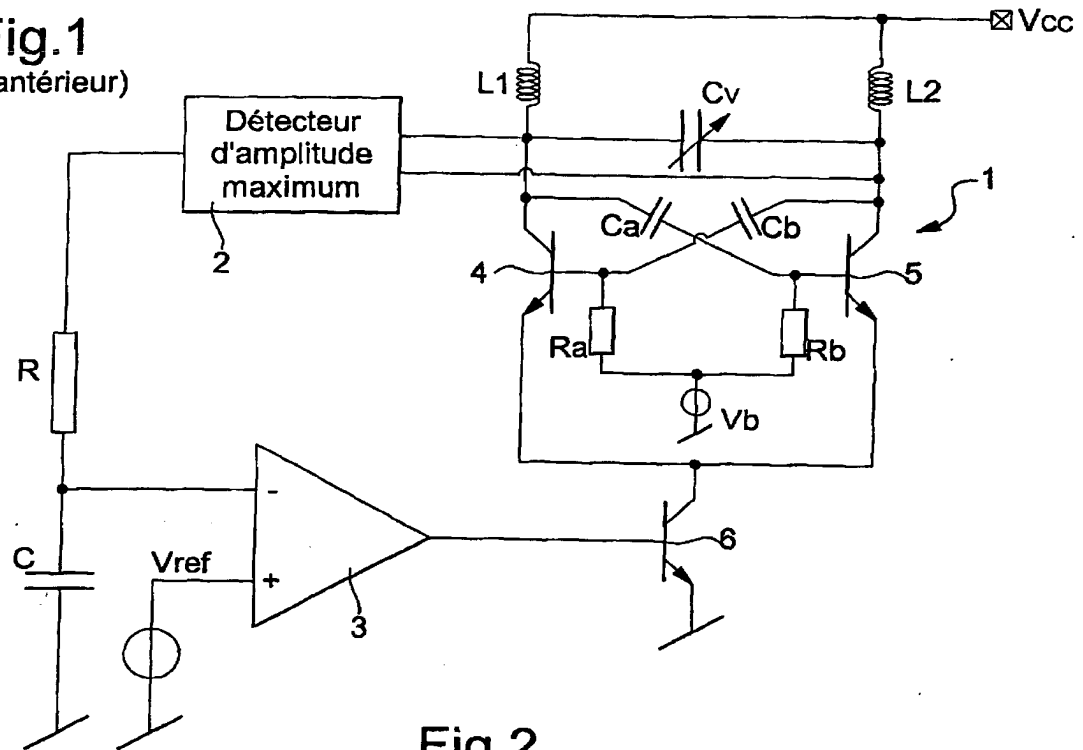 Fig.1
antérieur)
Vcc
L1
L2
Cv
Détecteur
d'amplitude
maximum
2
1
Ca
Cb
4
5
R
Ra
Rb
Vb
-
6
C
Vref
+
3
Fig.2